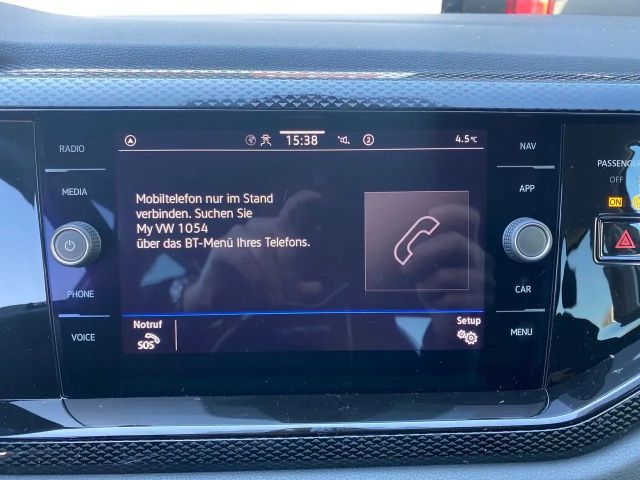 RADIO
MEDIA
PHONE
VOICE
15:38
2
4.5°C
Mobiltelefon nur im Stand
verbinden. Suchen Sie
My VW 1054
über das BT-Menü Ihres Telefons.
Notruf
SOS
Setup
NAV
APP
CAR
MENU
OFF
ON